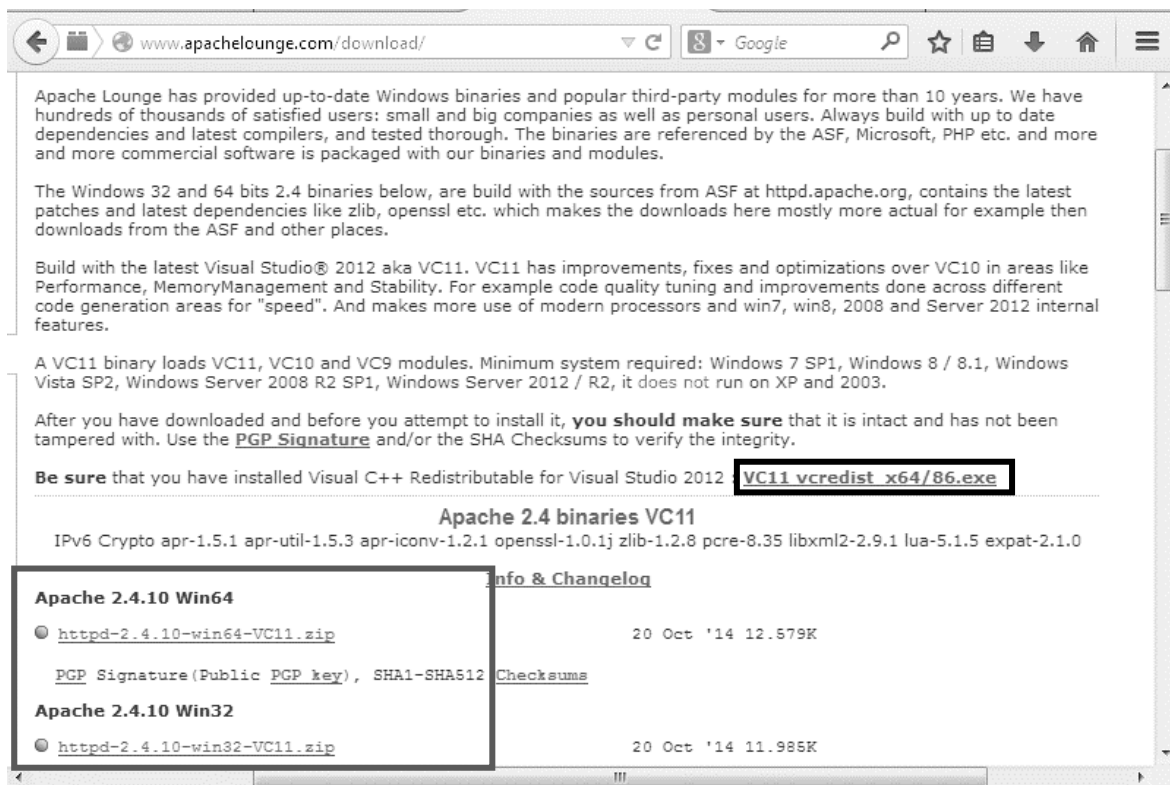 www.apachelounge.com/download/
Google
Apache Lounge has provided up-to-date Windows binaries and popular third-party modules for more than 10 years. We have
hundreds of thousands of satisfied users: small and big companies as well as personal users. Always build with up to date
dependencies and latest compilers, and tested thorough. The binaries are referenced by the ASF, Microsoft, PHP etc. and more
and more commercial software is packaged with our binaries and modules.
The Windows 32 and 64 bits 2.4 binaries below, are build with the sources from ASF at httpd.apache.org, contains the latest
patches and latest dependencies like zlib, openssl etc. which makes the downloads here mostly more actual for example then
downloads from the ASF and other places.
Build with the latest Visual Studio® 2012 aka VC11. VC11 has improvements, fixes and optimizations over VC10 in areas like
Performance, MemoryManagement and Stability. For example code quality tuning and improvements done across different
code generation areas for "speed". And makes more use of modern processors and win7, win8, 2008 and Server 2012 internal
features.
A VC11 binary loads VC11, VC10 and VC9 modules. Minimum system required: Windows 7 SP1, Windows 8 / 8.1, Windows
Vista SP2, Windows Server 2008 R2 SP1, Windows Server 2012 / R2, it does not run on XP and 2003.
After you have downloaded and before you attempt to install it, you should make sure that it is intact and has not been
tampered with. Use the PGP Signature and/or the SHA Checksums to verify the integrity.
Be sure that you have installed Visual C++ Redistributable for Visual Studio 2012 : VC11 vcredist_x64/86.exe
Apache 2.4 binaries VC11
IPv6 Crypto apr-1.5.1 apr-util-1.5.3 apr-iconv-1.2.1 openssl-1.0.1j zlib-1.2.8 pcre-8.35 libxml2-2.9.1 lua-5.1.5 expat-2.1.0
Info & Changelog
Apache 2.4.10 Win64
httpd-2.4.10-win64-VC11.zip 20 Oct '14 12.579K
PGP Signature(Public PGP key), SHA1-SHA512 Checksums
Apache 2.4.10 Win32
httpd-2.4.10-win32-VC11.zip 20 Oct '14 11.985K